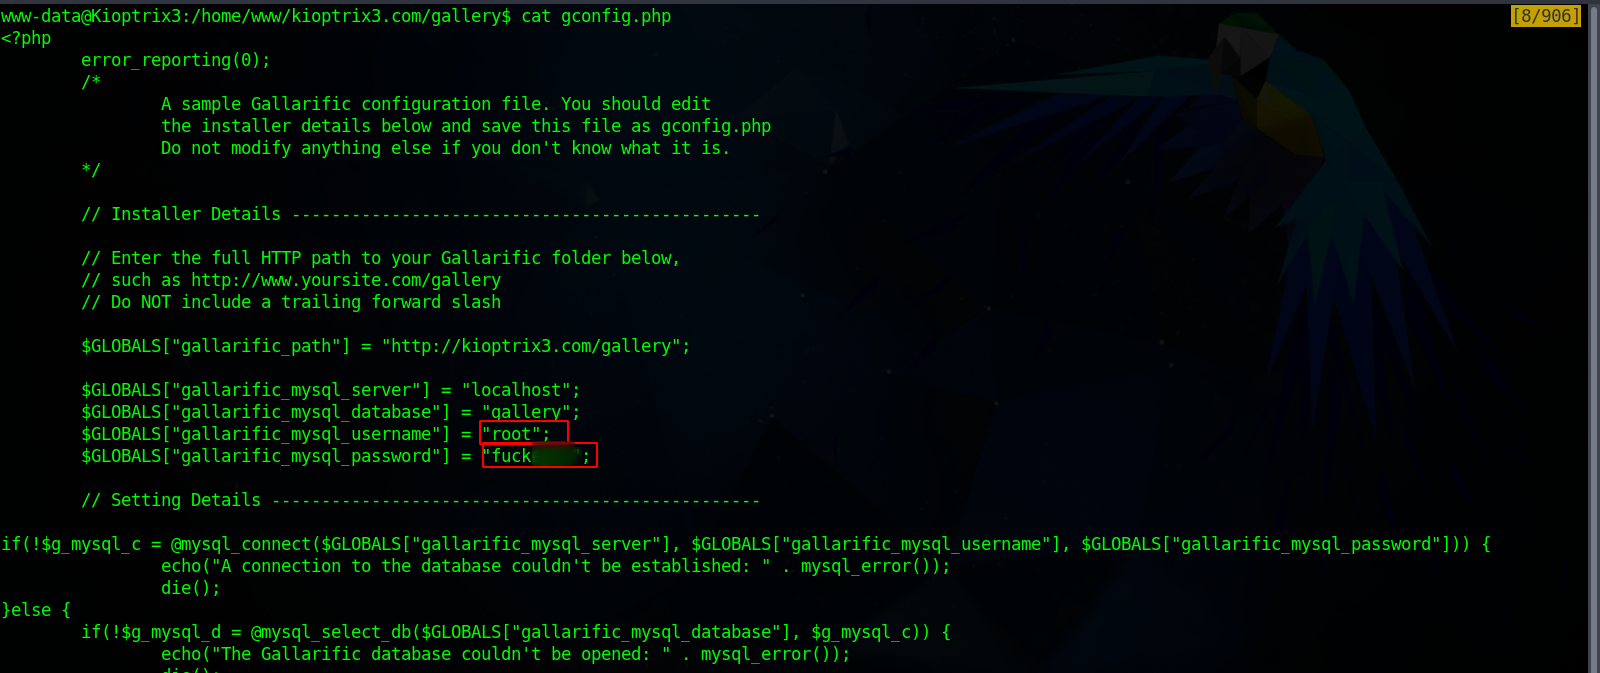 www-data@Kioptrix3:/home/www/kioptrix3.com/gallery$ cat gconfig.php [8/906]
<?php
error_reporting(0);
/*
A sample Gallarific configuration file. You should edit
the installer details below and save this file as gconfig.php
Do not modify anything else if you don't know what it is.
*/
// Installer Details -----------------------------------------------
// Enter the full HTTP path to your Gallarific folder below,
// such as http://www.yoursite.com/gallery
// Do NOT include a trailing forward slash
$GLOBALS["gallarific_path"] = "http://kioptrix3.com/gallery";
$GLOBALS["gallarific_mysql_server"] = "localhost";
$GLOBALS["gallarific_mysql_database"] = "gallery";
$GLOBALS["gallarific_mysql_username"] = "root";
$GLOBALS["gallarific_mysql_password"] = "fuck ";
// Setting Details -------------------------------------------------
if(!$g_mysql_c = @mysql_connect($GLOBALS["gallarific_mysql_server"], $GLOBALS["gallarific_mysql_username"], $GLOBALS["gallarific_mysql_password"])) {
echo("A connection to the database couldn't be established: " . mysql_error());
die();
}else {
if(!$g_mysql_d = @mysql_select_db($GLOBALS["gallarific_mysql_database"], $g_mysql_c)) {
echo("The Gallarific database couldn't be opened: " . mysql_error());
die();